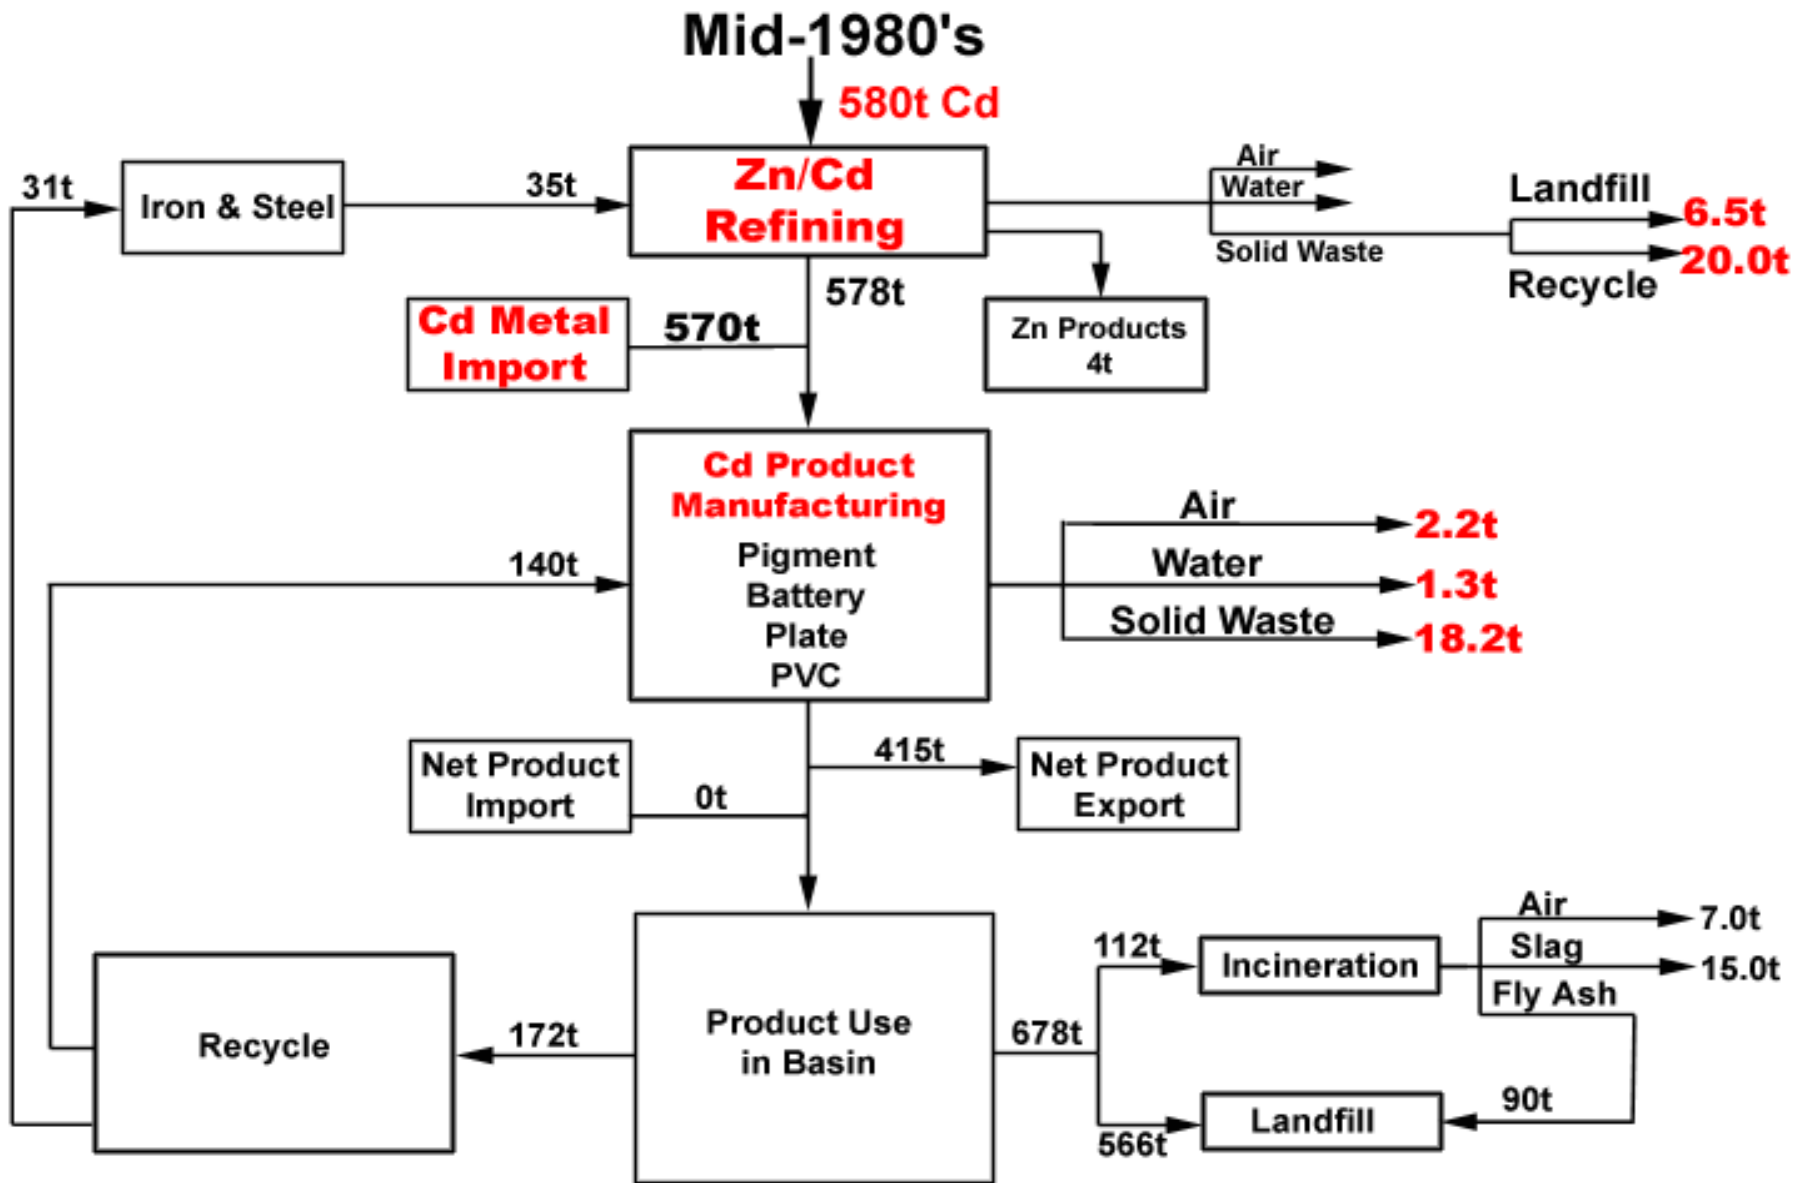 Mid-1980's
580t Cd
31t
Iron & Steel
35t
Zn/Cd
Refining
Air
Water
Solid Waste
Landfill
6.5t
20.0t
Recycle
578t
Cd Metal
Import
570t
Zn Products
4t
Cd Product
Manufacturing
Pigment
Battery
Plate
PVC
140t
Air
2.2t
Water
1.3t
Solid Waste
18.2t
Net Product
Import
0t
415t
Net Product
Export
Recycle
172t
Product Use
in Basin
678t
112t
Incineration
Air
7.0t
Slag
15.0t
Fly Ash
90t
Landfill
566t